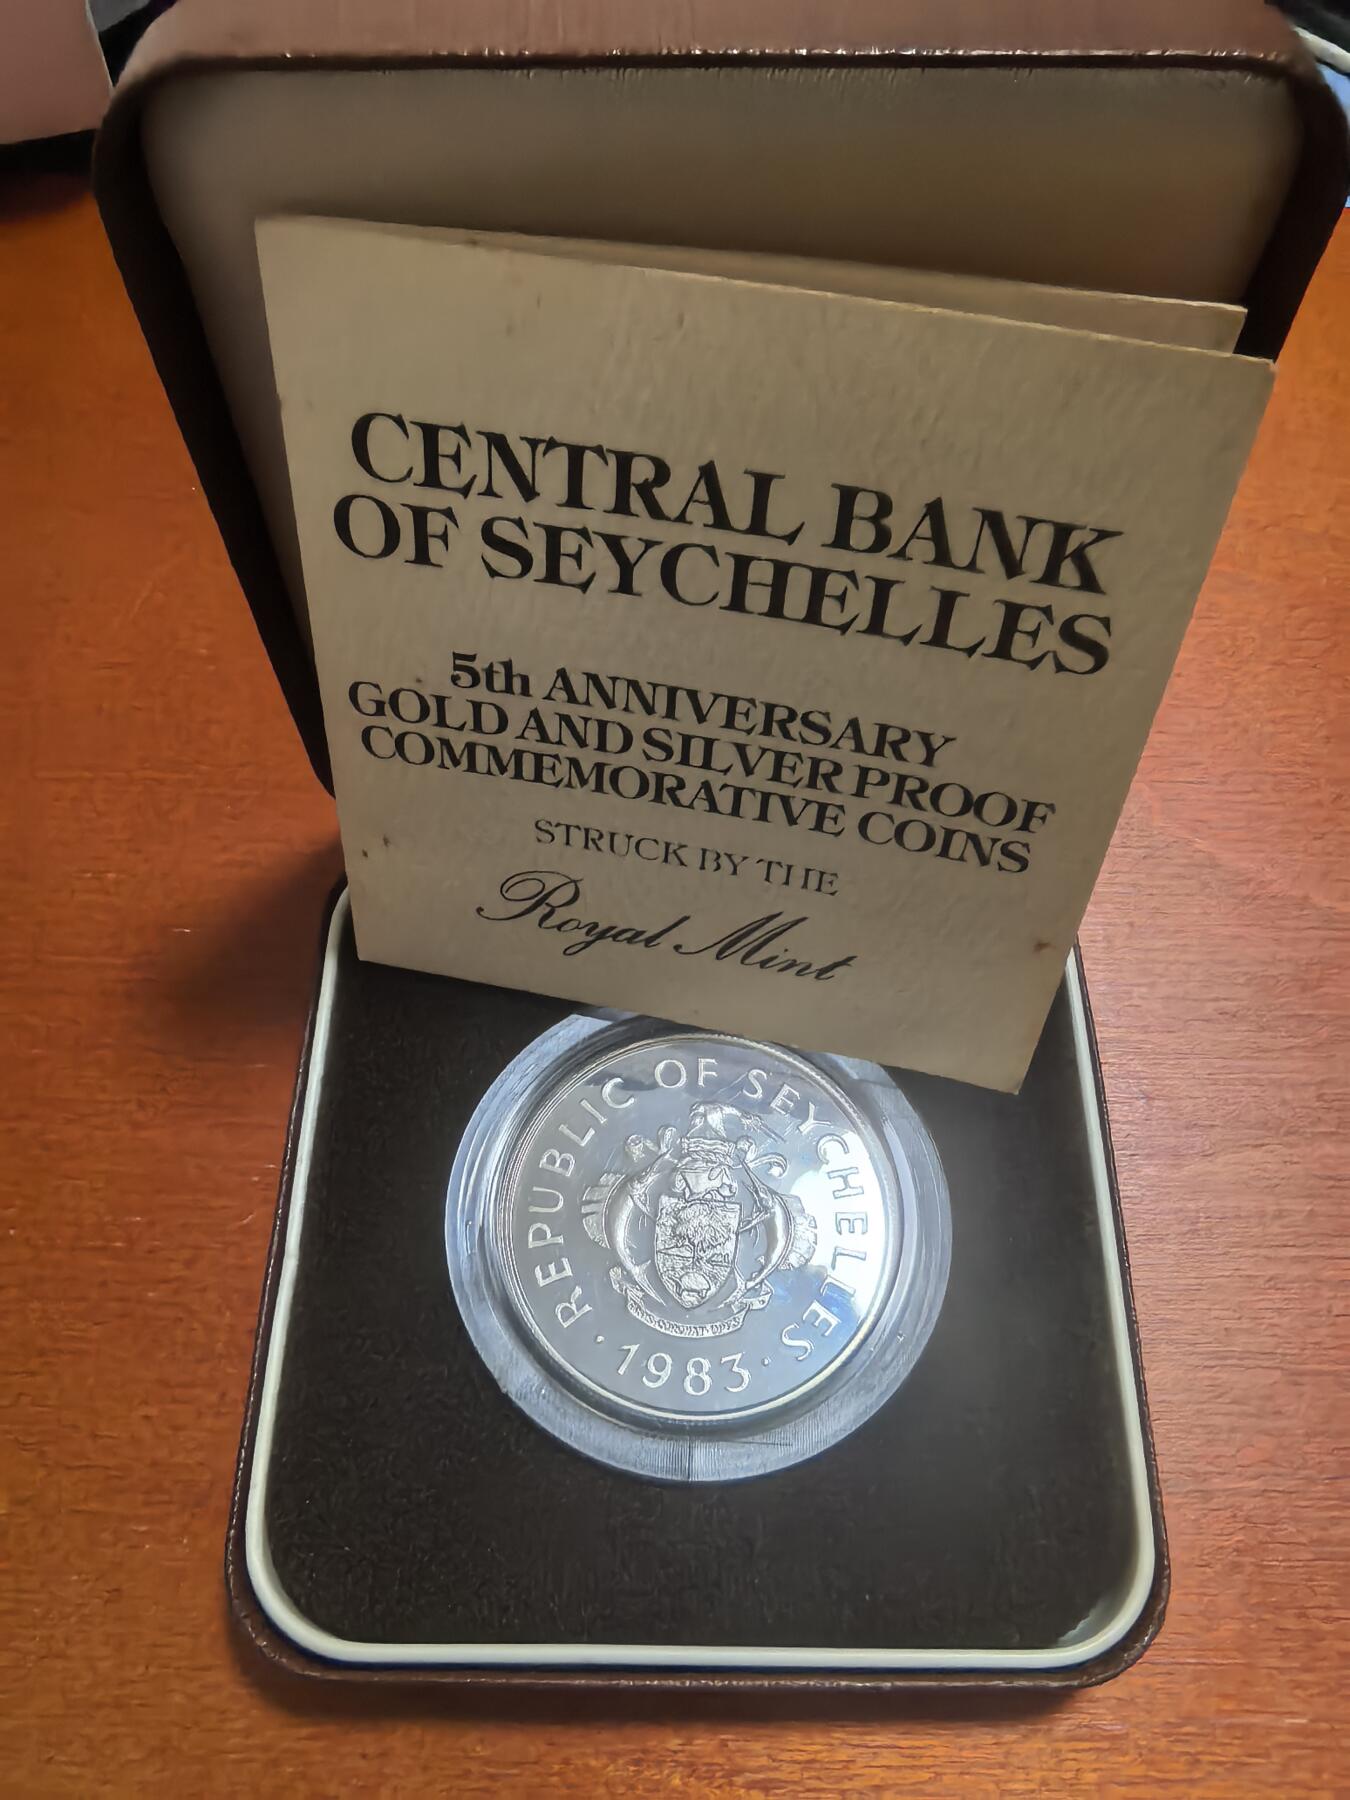 CENTRAL BANK
OF SEYCHELLES
5th ANNIVERSARY
GOLD AND SILVER PROOF
COMMEMORATIVE COINS
STRUCK BY THE
Royal Mint
REPUBLIC OF SEYCHELLES
· 1983 ·